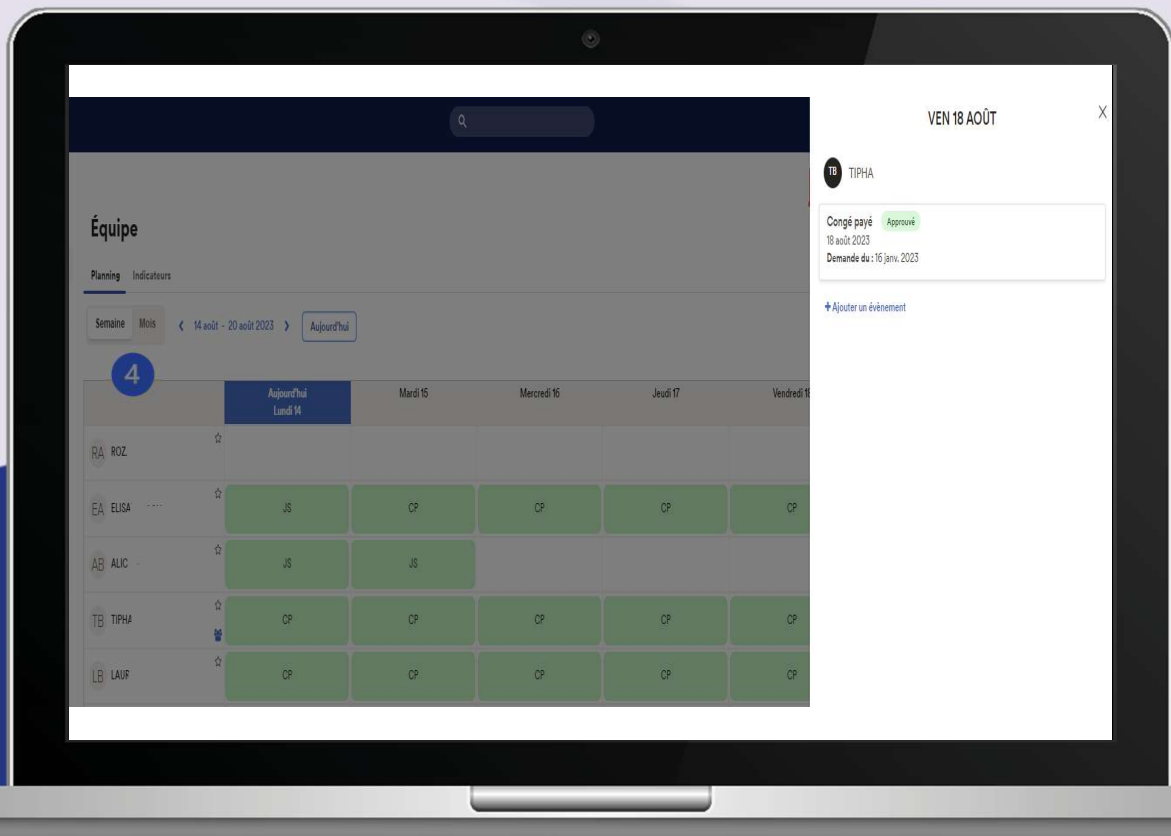 VEN 18 AOÛT
X
TB TIPHA
Congé payé Approuvé
18 août 2023
Demande du : 16 janv. 2023
+ Ajouter un évènement
Équipe
Planning Indicateurs
Semaine Mois < 14 août - 20 août 2023 > Aujourd'hui
4
Aujourd'hui Mardi 15 Mercredi 16 Jeudi 17 Vendredi 18
Lundi 14
RA ROZ
EA ELISA JS CP CP CP CP
AB ALIC JS JS
TB TIPHA CP CP CP CP CP
LB LAUF CP CP CP CP CP